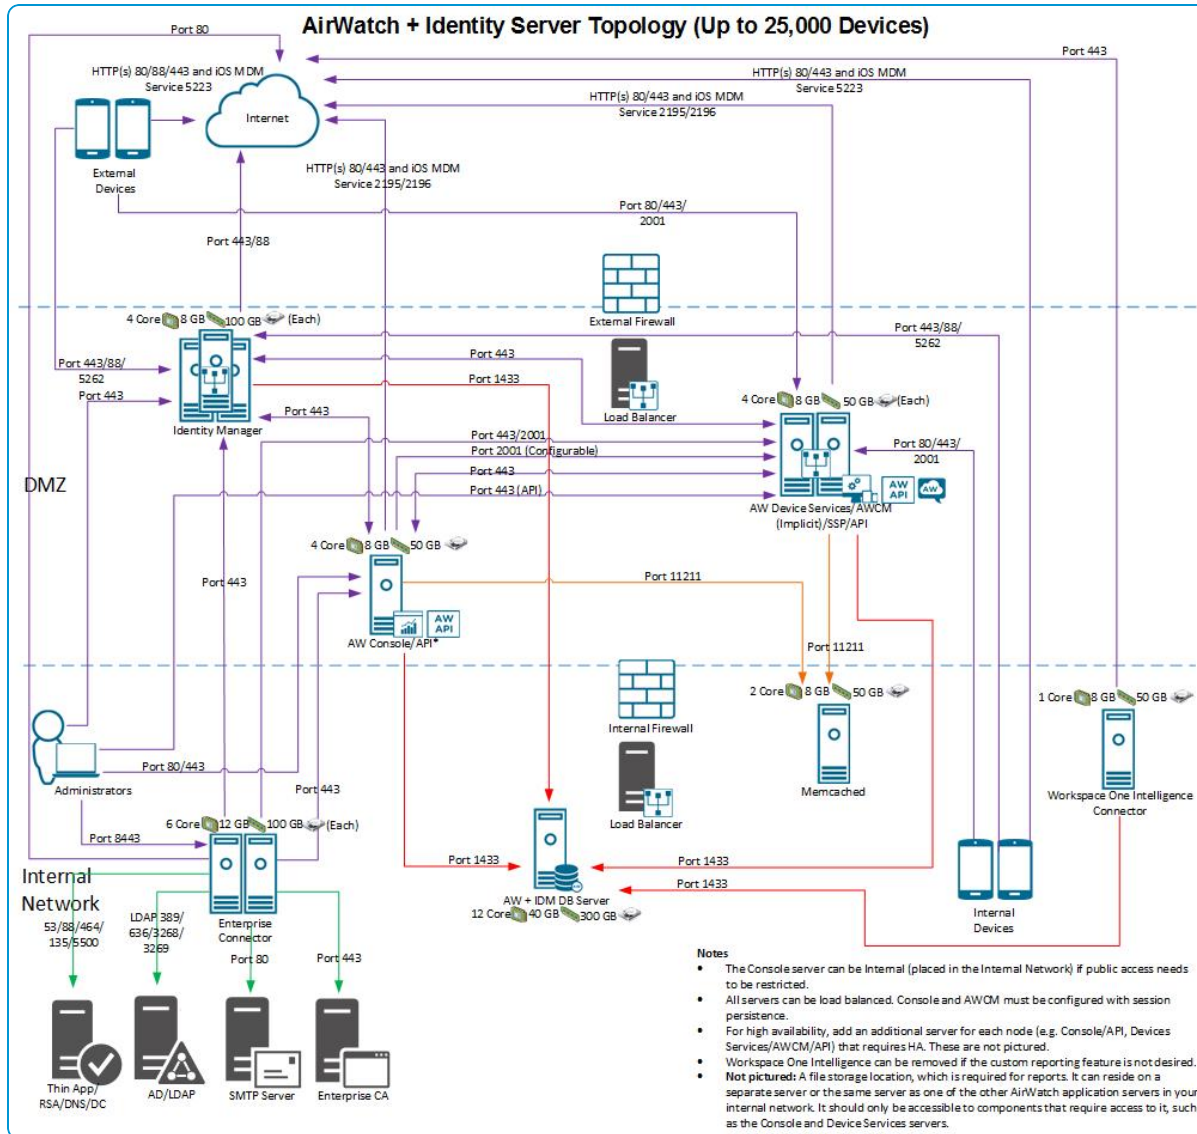 AirWatch + Identity Server Topology (Up to 25,000 Devices)
Port 80
Port 443
HTTP(s) 80/88/443 and iOS MDM
Service 5223
HTTP(s) 80/443 and iOS MDM
Service 5223
HTTP(s) 80/443 and iOS MDM
Service 2195/2196
Internet
External
Devices
HTTP(s) 80/443 and iOS MDM
Service 2195/2196
Port 80/443/
2001
Port 443/88
External Firewall
4 Core 8 GB 100 GB (Each)
Port 443/88/
5262
Port 443/88/
5262
Port 443
Port 443
Port 1433
Load Balancer
4 Core 8 GB 50 GB (Each)
Port 443
Identity Manager
Port 443/2001
Port 2001 (Configurable)
Port 80/443/
2001
Port 443
DMZ
Port 443 (API)
AW
API
AW
AW Device Services/AWCM
(Implicit)/SSP/API
4 Core 8 GB 50 GB
Port 443
Port 11211
AW
API
AW Console/API*
Port 11211
2 Core 8 GB 50 GB
1 Core 8 GB 50 GB
Internal Firewall
Port 80/443
Administrators
Port 443
Memcached
Workspace One Intelligence
Connector
6 Core 12 GB 100 GB (Each)
Load Balancer
Port 8443
Port 1433
Port 1433
Port 1433
Internal
Network
AW + IDM DB Server
12 Core 40 GB 300 GB
Internal
Devices
53/88/464/
135/5500
LDAP 389/
636/3268/
3269
Enterprise
Connector
Port 80
Port 443
Thin App/
RSA/DNS/DC
AD/LDAP
SMTP Server
Enterprise CA
Notes
• The Console server can be Internal (placed in the Internal Network) if public access needs
to be restricted.
• All servers can be load balanced. Console and AWCM must be configured with session
persistence.
• For high availability, add an additional server for each node (e.g. Console/API, Devices
Services/AWCM/API) that requires HA. These are not pictured.
• Workspace One Intelligence can be removed if the custom reporting feature is not desired.
• Not pictured: A file storage location, which is required for reports. It can reside on a
separate server or the same server as one of the other AirWatch application servers in your
internal network. It should only be accessible to components that require access to it, such
as the Console and Device Services servers.